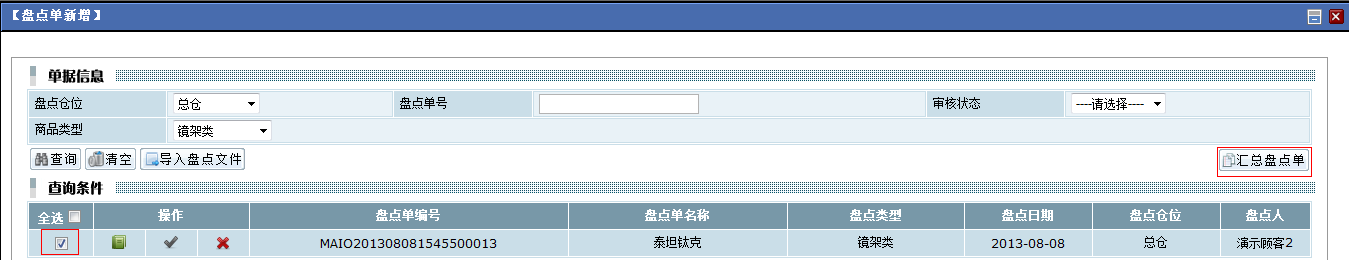 【盘点单新增】
单据信息
盘点仓位 总仓 盘点单号 审核状态 ----请选择----
商品类型 镜架类
查询 清空 导入盘点文件 汇总盘点单
查询条件
全选 操作 盘点单编号 盘点单名称 盘点类型 盘点日期 盘点仓位 盘点人
MAIO201308081545500013 泰坦钛克 镜架类 2013-08-08 总仓 演示顾客2